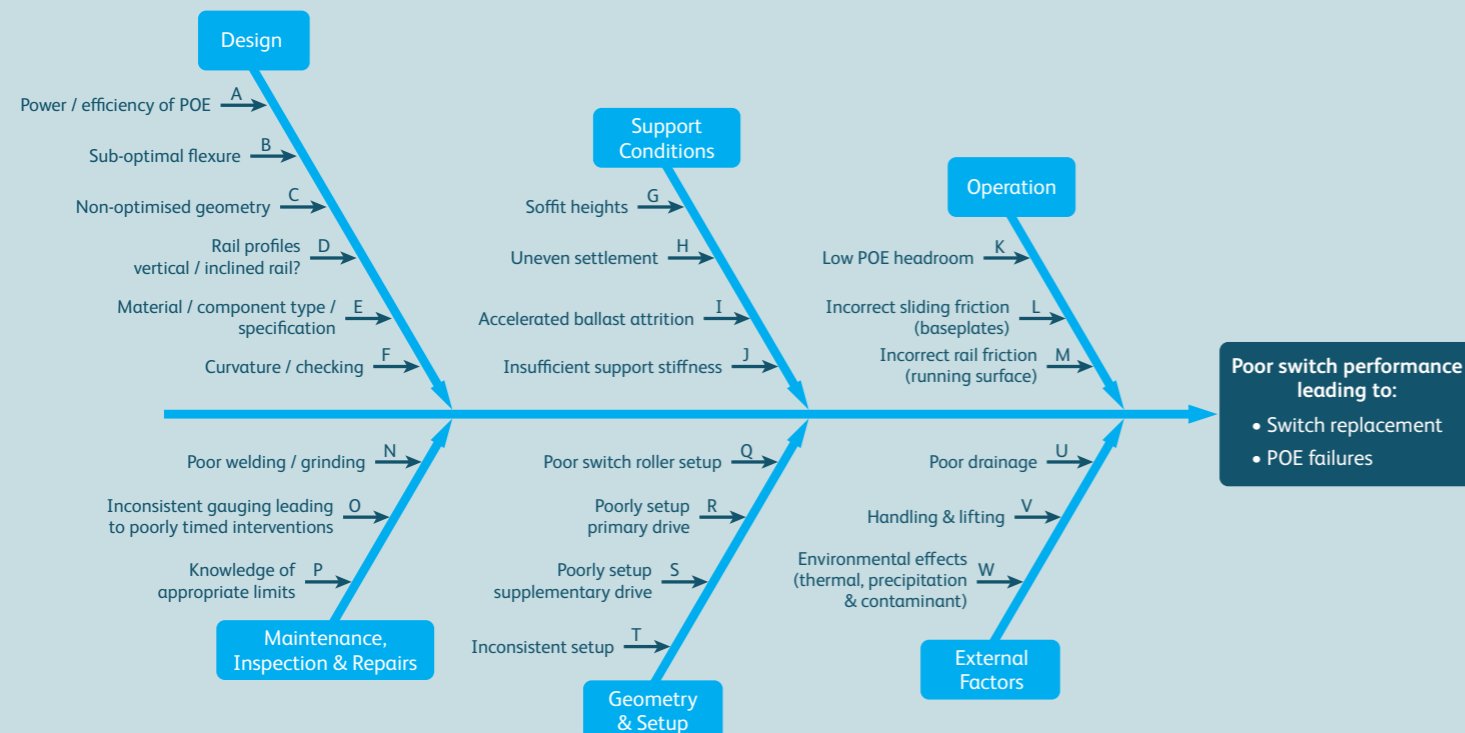 Design
Power / efficiency of POE
A
Sub-optimal flexure
B
Non-optimised geometry
C
Rail profiles
vertical / inclined rail?
D
Material / component type /
specification
E
Curvature / checking
F
Support
Conditions
Soffit heights
G
Uneven settlement
H
Accelerated ballast attrition
I
Insufficient support stiffness
J
Operation
Low POE headroom
K
Incorrect sliding friction
(baseplates)
L
Incorrect rail friction
(running surface)
M
Poor switch performance
leading to:
• Switch replacement
• POE failures
Poor welding / grinding
N
Inconsistent gauging leading
to poorly timed interventions
O
Knowledge of
appropriate limits
P
Maintenance,
Inspection & Repairs
Poor switch roller setup
Q
Poorly setup
primary drive
R
Poorly setup
supplementary drive
S
Inconsistent setup
T
Geometry
& Setup
Poor drainage
U
Handling & lifting
V
Environmental effects
(thermal, precipitation
& contaminant)
W
External
Factors